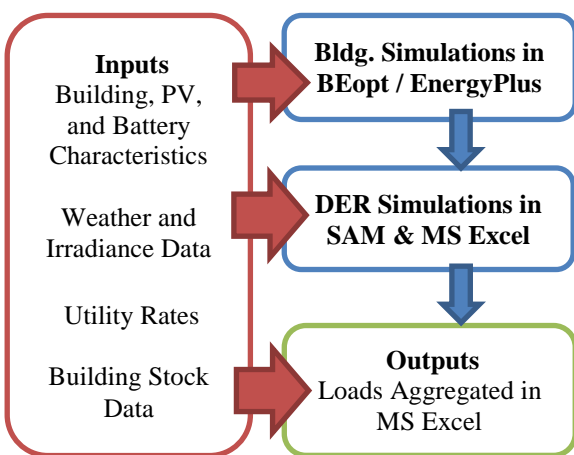 Inputs
Building, PV,
and Battery
Characteristics
Weather and
Irradiance Data
Utility Rates
Building Stock
Data
Bldg. Simulations in
BEopt / EnergyPlus
DER Simulations in
SAM & MS Excel
Outputs
Loads Aggregated in
MS Excel